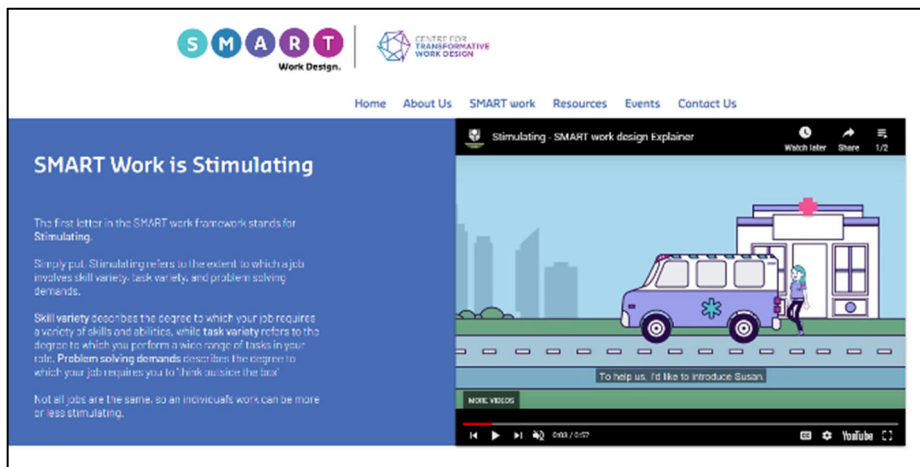 SMART
Work Design.
CENTRE FOR
TRANSFORMATIVE
WORK DESIGN
Home About Us SMART work Resources Events Contact Us
SMART Work is Stimulating
The first letter in the SMART work framework stands for
Stimulating.
Simply put, Stimulating refers to the extent to which a job
involves skill variety, task variety, and problem solving
demands.
Skill variety describes the degree to which your job requires
a variety of skills and abilities, while task variety refers to the
degree to which you perform a wide range of tasks in your
role. Problem solving demands describes the degree to
which your job requires you to 'think outside the box'
Not all jobs are the same, so an individual's work can be more
or less stimulating.
Stimulating - SMART work design Explainer
Watch later Share 1/2
To help us, I'd like to introduce Susan.
MORE VIDEOS
0:03 / 0:57
CC YouTube